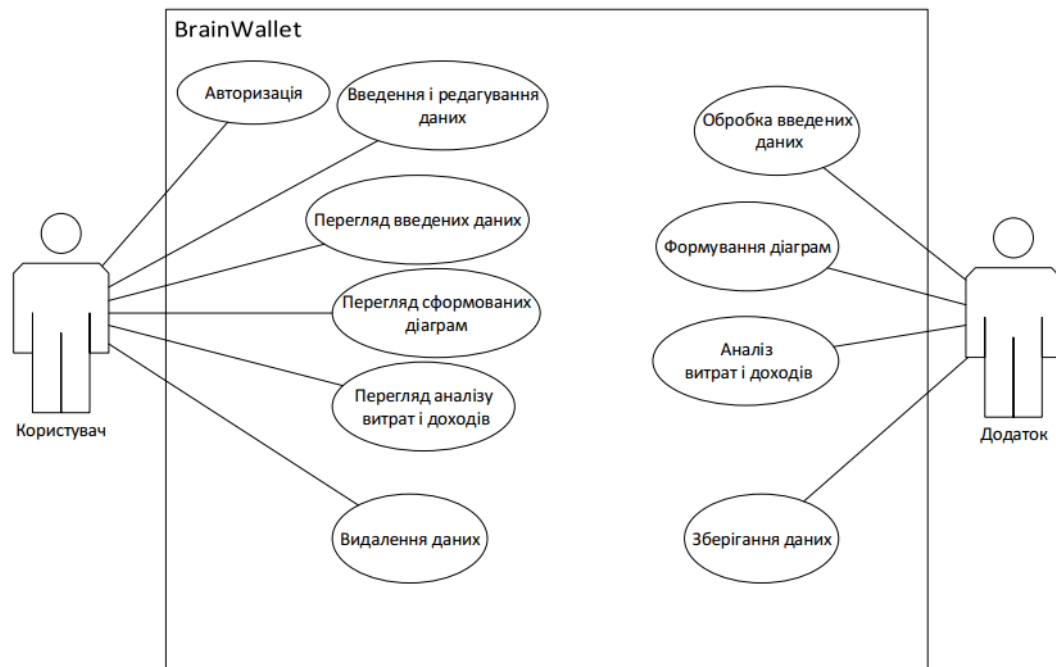 BrainWallet
Авторизація
Введення і редагування
даних
Перегляд введених даних
Перегляд сформованих
діаграм
Перегляд аналізу
витрат і доходів
Видалення даних
Користувач
Обробка введених
даних
Формування діаграм
Аналіз
витрат і доходів
Зберігання даних
Додаток